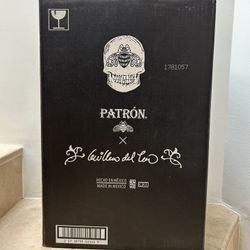 1781057
PATRÓN
×
Guillermo del Toro
HECHO EN MÉXICO
MADE IN MEXICO